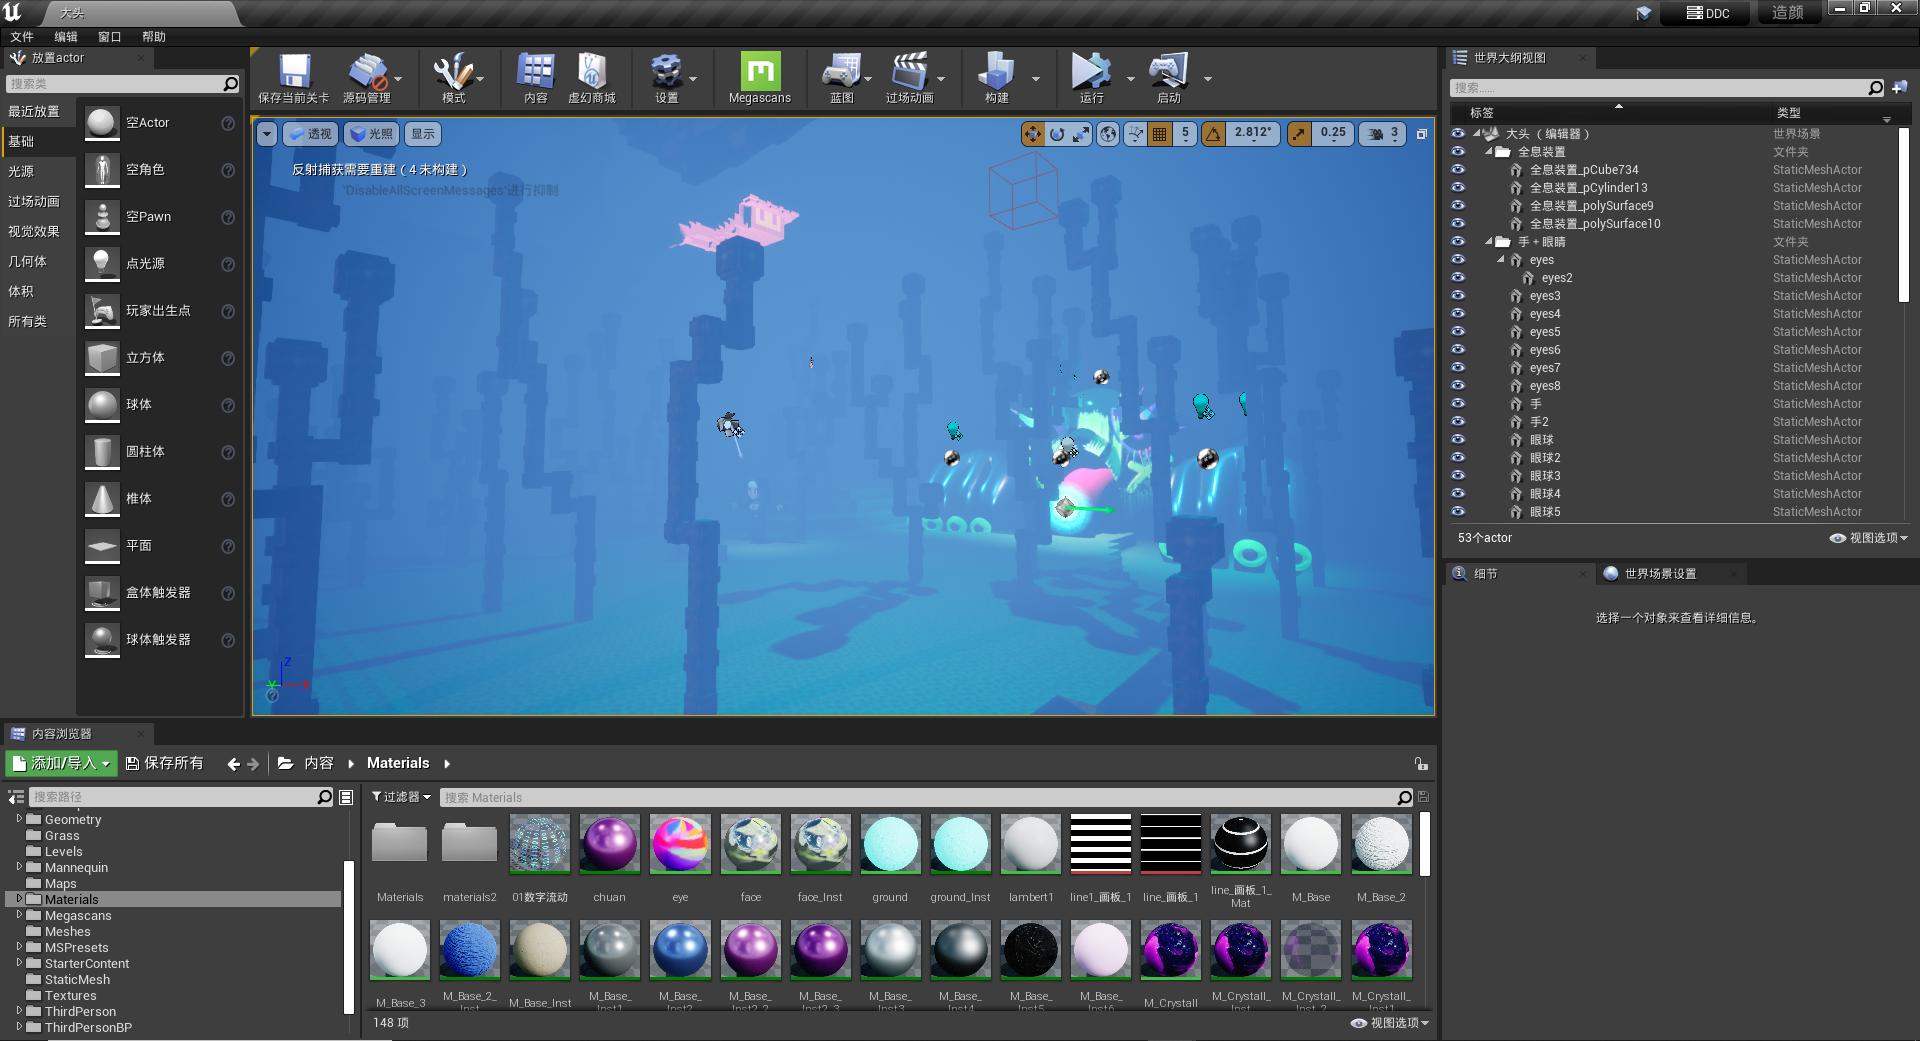 大头
DDC
造颜
文件 编辑 窗口 帮助
放置actor
搜索类
最近放置
基础
光源
过场动画
视觉效果
几何体
体积
所有类
空Actor
空角色
空Pawn
点光源
玩家出生点
立方体
球体
圆柱体
椎体
平面
盒体触发器
球体触发器
保存当前关卡 源码管理 模式 内容 虚幻商城 设置 Megascans 蓝图 过场动画 构建 运行 启动
透视 光照 显示
5 2.812° 0.25 3
反射捕获需要重建 ( 4 未构建 )
'DisableAllScreenMessages'进行抑制
Z
Y
X
世界大纲视图
搜索......
标签 类型
大头 ( 编辑器 ) 世界场景
全息装置 文件夹
全息装置_pCube734 StaticMeshActor
全息装置_pCylinder13 StaticMeshActor
全息装置_polySurface9 StaticMeshActor
全息装置_polySurface10 StaticMeshActor
手 + 眼睛 文件夹
eyes StaticMeshActor
eyes2 StaticMeshActor
eyes3 StaticMeshActor
eyes4 StaticMeshActor
eyes5 StaticMeshActor
eyes6 StaticMeshActor
eyes7 StaticMeshActor
eyes8 StaticMeshActor
手 StaticMeshActor
手2 StaticMeshActor
眼球 StaticMeshActor
眼球2 StaticMeshActor
眼球3 StaticMeshActor
眼球4 StaticMeshActor
眼球5 StaticMeshActor
53个actor 视图选项
细节 世界场景设置
选择一个对象来查看详细信息。
内容浏览器
添加/导入 保存所有 内容 Materials
搜索路径
Geometry
Grass
Levels
Mannequin
Maps
Materials
Megascans
Meshes
MSPresets
StarterContent
StaticMesh
Textures
ThirdPerson
ThirdPersonBP
过滤器 搜索 Materials
Materials materials2 01数字流动 chuan eye face face_Inst ground ground_Inst lambert1 line1_画板_1 line_画板_1 line_画板_1_Mat M_Base M_Base_2
M_Base_3 M_Base_2_Inst M_Base_Inst M_Base_Inst1 M_Base_Inst2 M_Base_Inst2_2 M_Base_Inst2_3 M_Base_Inst3 M_Base_Inst4 M_Base_Inst5 M_Base_Inst6 M_Crystall M_Crystall_Inst M_Crystall_Inst_2 M_Crystall_Inst1
148 项 视图选项